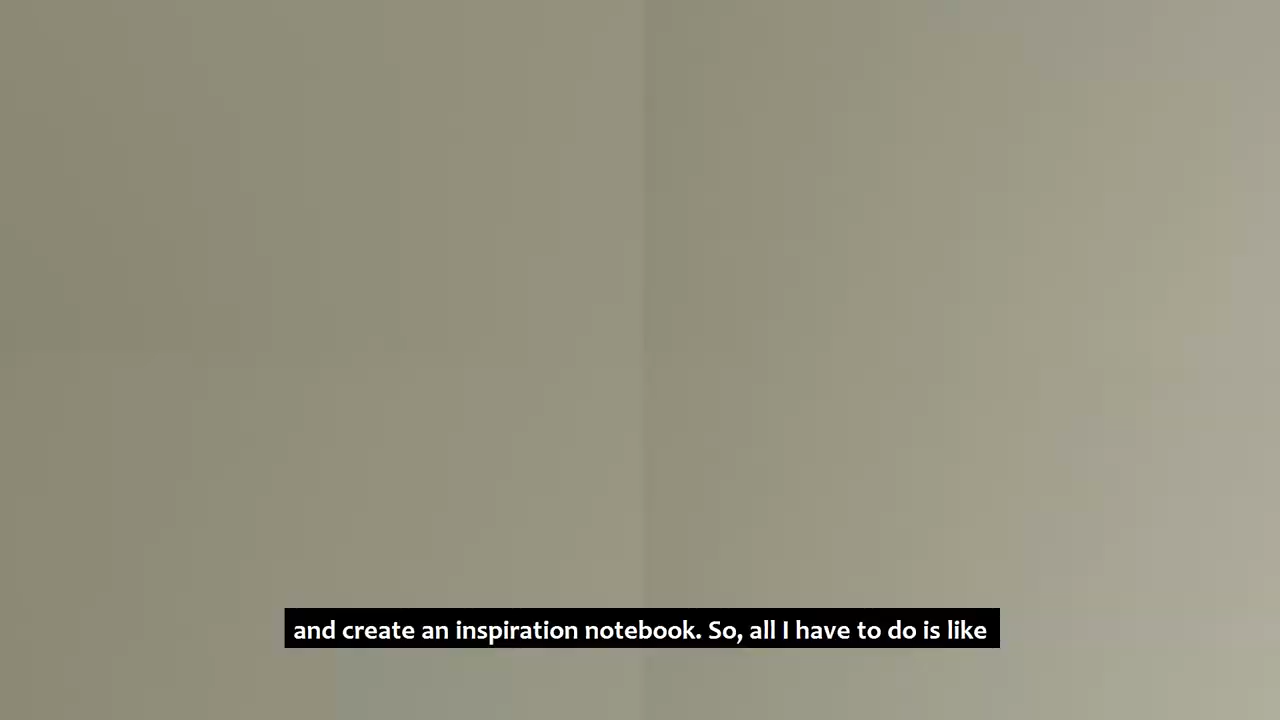 and create an inspiration notebook. So, all I have to do is like